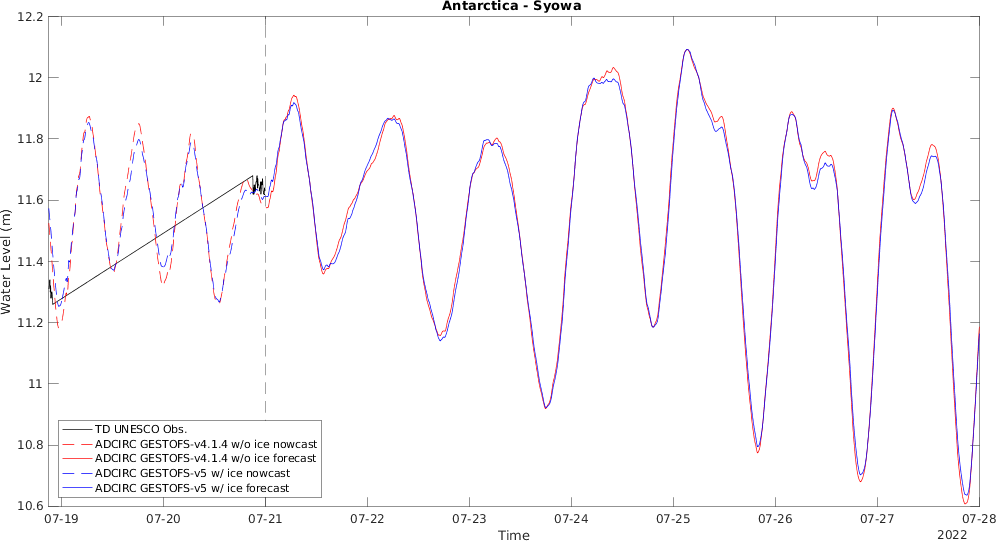 Antarctica - Syowa
12.2
12
11.8
11.6
11.4
11.2
11
10.8
10.6
Water Level (m)
TD UNESCO Obs.
ADCIRC GESTOFS-v4.1.4 w/o ice nowcast
ADCIRC GESTOFS-v4.1.4 w/o ice forecast
ADCIRC GESTOFS-v5 w/ ice nowcast
ADCIRC GESTOFS-v5 w/ ice forecast
07-19 07-20 07-21 07-22 07-23 07-24 07-25 07-26 07-27 07-28
Time
2022